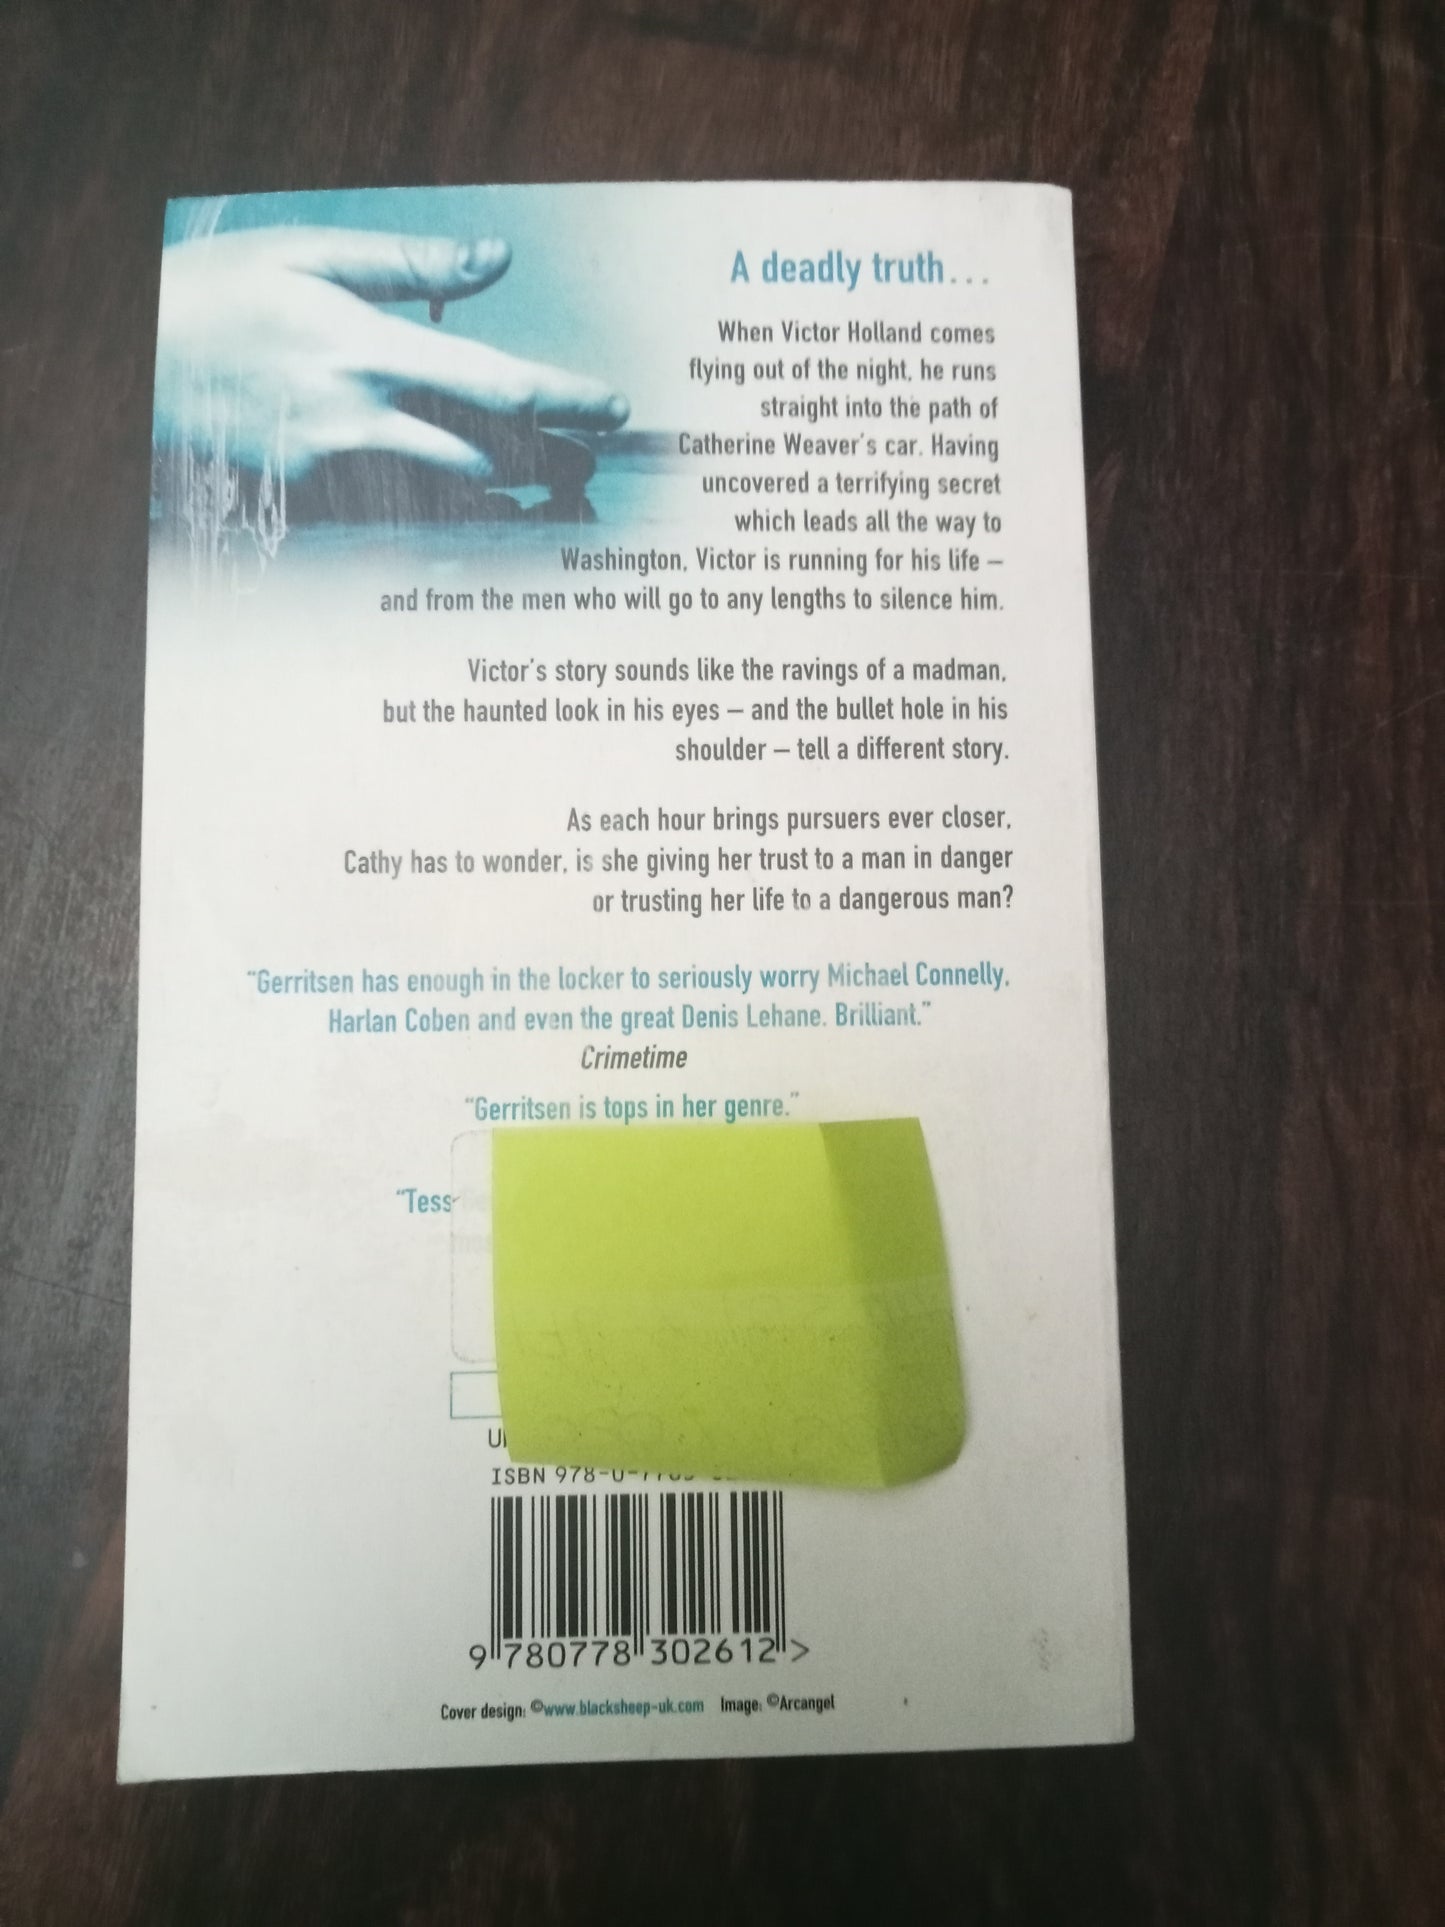 A deadly truth...
When Victor Holland comes
flying out of the night, he runs
straight into the path of
Catherine Weaver's car. Having
uncovered a terrifying secret
which leads all the way to
Washington, Victor is running for his life –
and from the men who will go to any lengths to silence him.
Victor's story sounds like the ravings of a madman,
but the haunted look in his eyes – and the bullet hole in his
shoulder – tell a different story.
As each hour brings pursuers ever closer,
Cathy has to wonder, is she giving her trust to a man in danger
or trusting her life to a dangerous man?
"Gerritsen has enough in the locker to seriously worry Michael Connelly,
Harlan Coben and even the great Denis Lehane. Brilliant."
Crimetime
"Gerritsen is tops in her genre."
"Tess
ISBN 978-0-
9 780778 302612 >
Cover design: ©www.blacksheep-uk.com Image: ©Arcangel